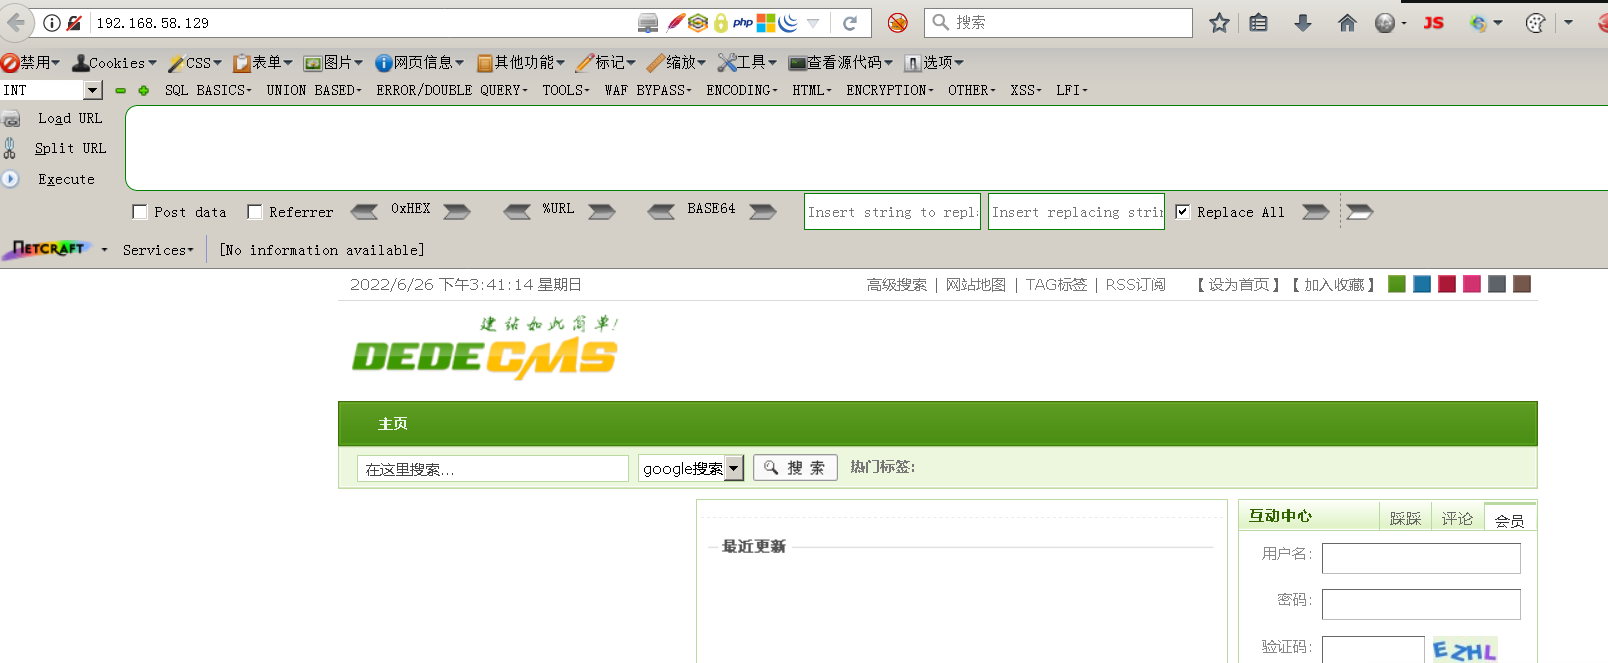 192.168.58.129 php 搜索 JS
禁用 Cookies CSS 表单 图片 网页信息 其他功能 标记 缩放 工具 查看源代码 选项
INT SQL BASICS UNION BASED ERROR/DOUBLE QUERY TOOLS WAF BYPASS ENCODING HTML ENCRYPTION OTHER XSS LFI
Load URL
Split URL
Execute
Post data Referrer 0xHEX %URL BASE64 Insert string to repl Insert replacing strin Replace All
NETCRAFT Services [No information available]
2022/6/26 下午3:41:14 星期日 高级搜索 | 网站地图 | TAG标签 | RSS订阅 【设为首页】【加入收藏】
建站如此简单!
DEDECMS
主页
在这里搜索... google搜索 搜索 热门标签:
互动中心 踩踩 评论 会员
最近更新
用户名:
密码:
验证码: EZHL